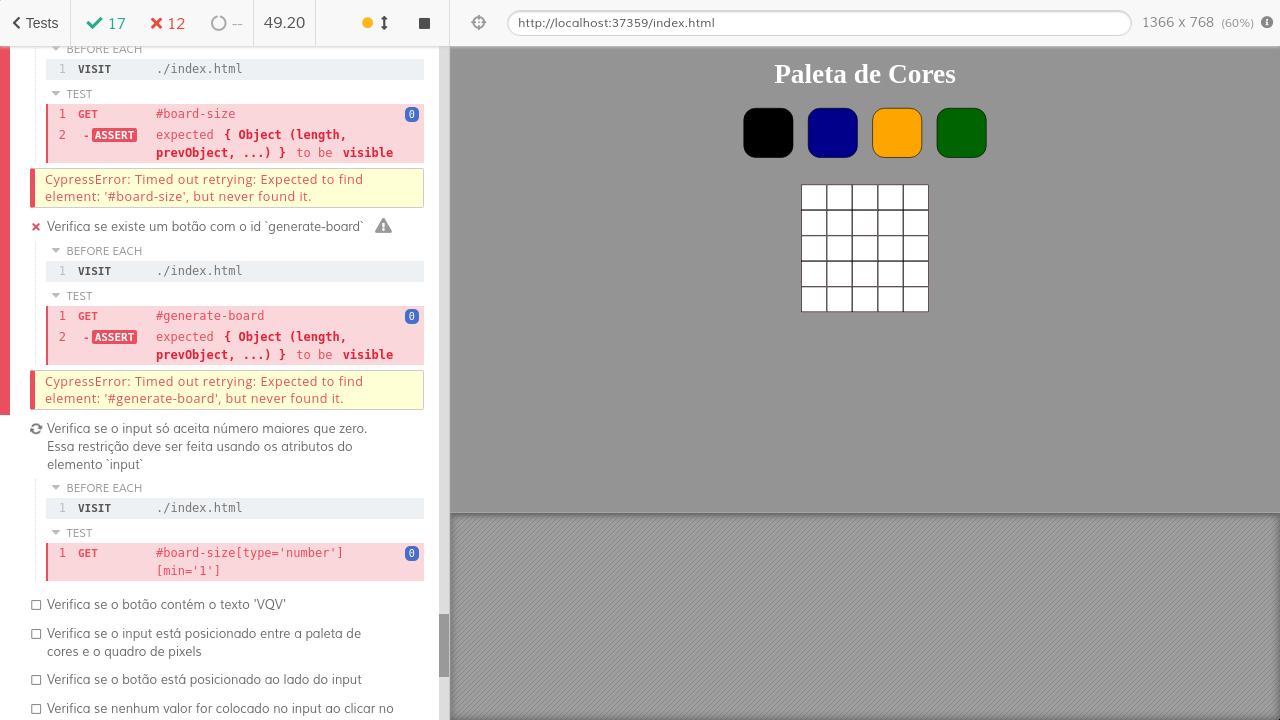 Tests 17 12 -- 49.20 http://localhost:37359/index.html 1366 x 768 (60%)
BEFORE EACH
1 VISIT ./index.html
TEST
1 GET #board-size 0
2 -ASSERT expected { Object (length,
prevObject, ...) } to be visible
CypressError: Timed out retrying: Expected to find
element: '#board-size', but never found it.
Verifica se existe um botão com o id `generate-board`
BEFORE EACH
1 VISIT ./index.html
TEST
1 GET #generate-board 0
2 -ASSERT expected { Object (length,
prevObject, ...) } to be visible
CypressError: Timed out retrying: Expected to find
element: '#generate-board', but never found it.
Verifica se o input só aceita número maiores que zero.
Essa restrição deve ser feita usando os atributos do
elemento `input`
BEFORE EACH
1 VISIT ./index.html
TEST
1 GET #board-size[type='number'] 0
[min='1']
Verifica se o botão contém o texto 'VQV'
Verifica se o input está posicionado entre a paleta de
cores e o quadro de pixels
Verifica se o botão está posicionado ao lado do input
Verifica se nenhum valor for colocado no input ao clicar no
Paleta de Cores